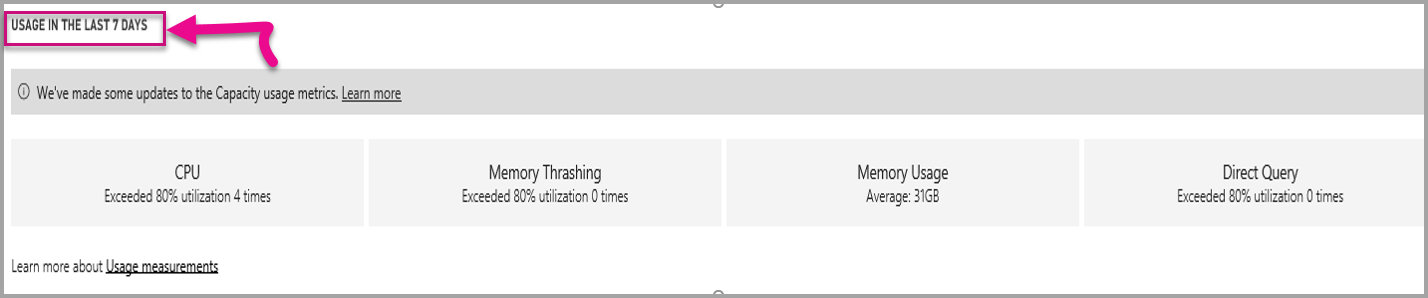 USAGE IN THE LAST 7 DAYS
We've made some updates to the Capacity usage metrics. Learn more
CPU
Exceeded 80% utilization 4 times
Memory Thrashing
Exceeded 80% utilization 0 times
Memory Usage
Average: 31GB
Direct Query
Exceeded 80% utilization 0 times
Learn more about Usage measurements